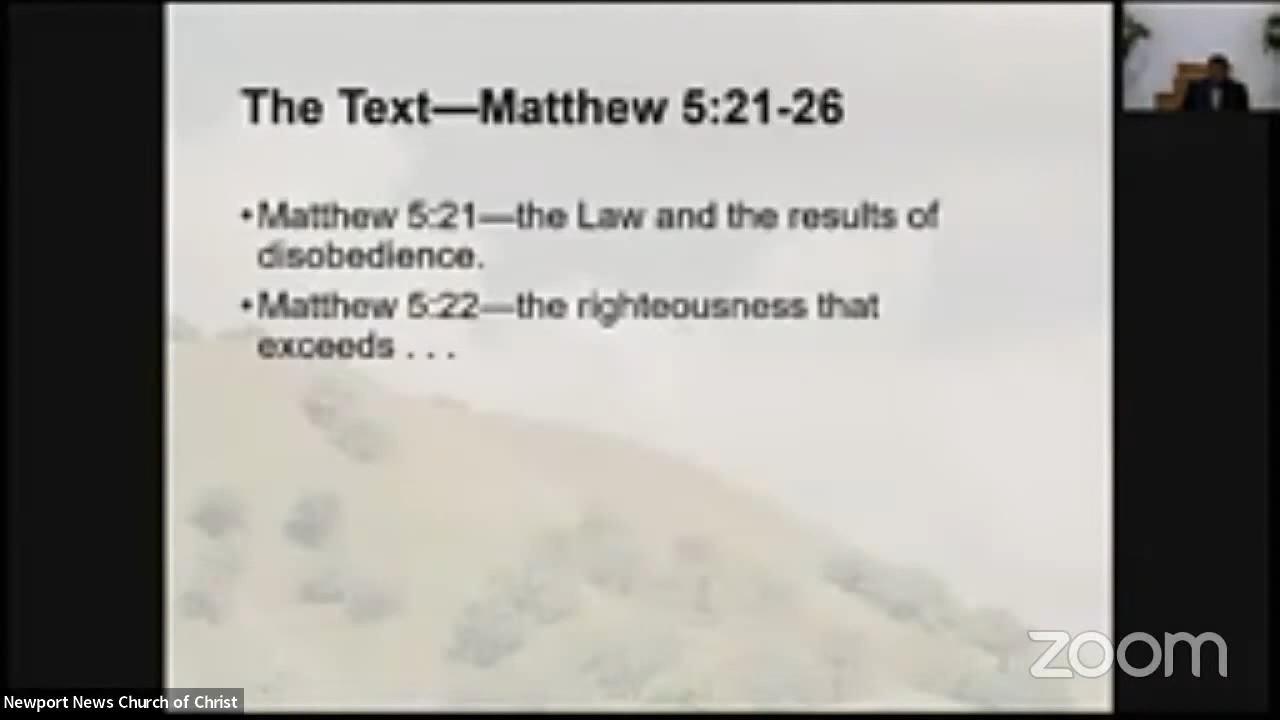 The Text—Matthew 5:21-26
•Matthew 5:21—the Law and the results of
disobedience.
•Matthew 5:22—the righteousness that
exceeds . . .
zoom
Newport News Church of Christ